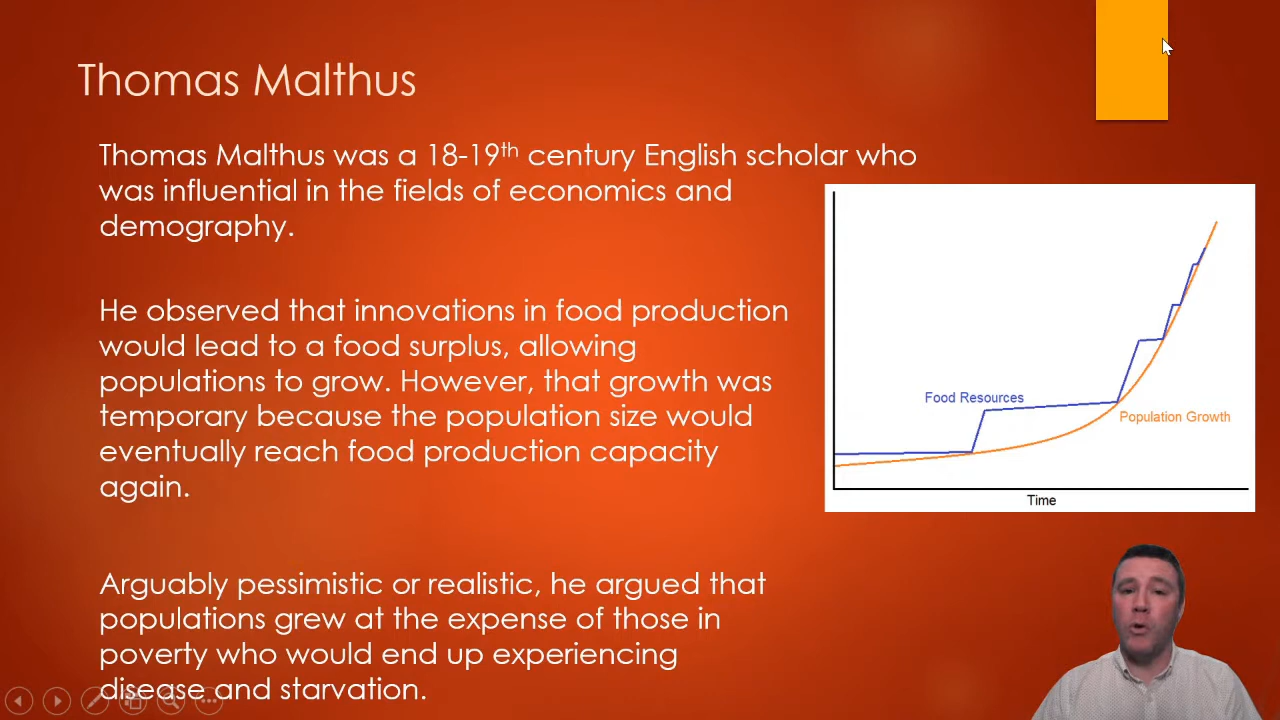 Thomas Malthus
Thomas Malthus was a 18-19th century English scholar who
was influential in the fields of economics and
demography.
He observed that innovations in food production
would lead to a food surplus, allowing
populations to grow. However, that growth was
temporary because the population size would
eventually reach food production capacity
again.
Arguably pessimistic or realistic, he argued that
populations grew at the expense of those in
poverty who would end up experiencing
disease and starvation.
Food Resources
Population Growth
Time